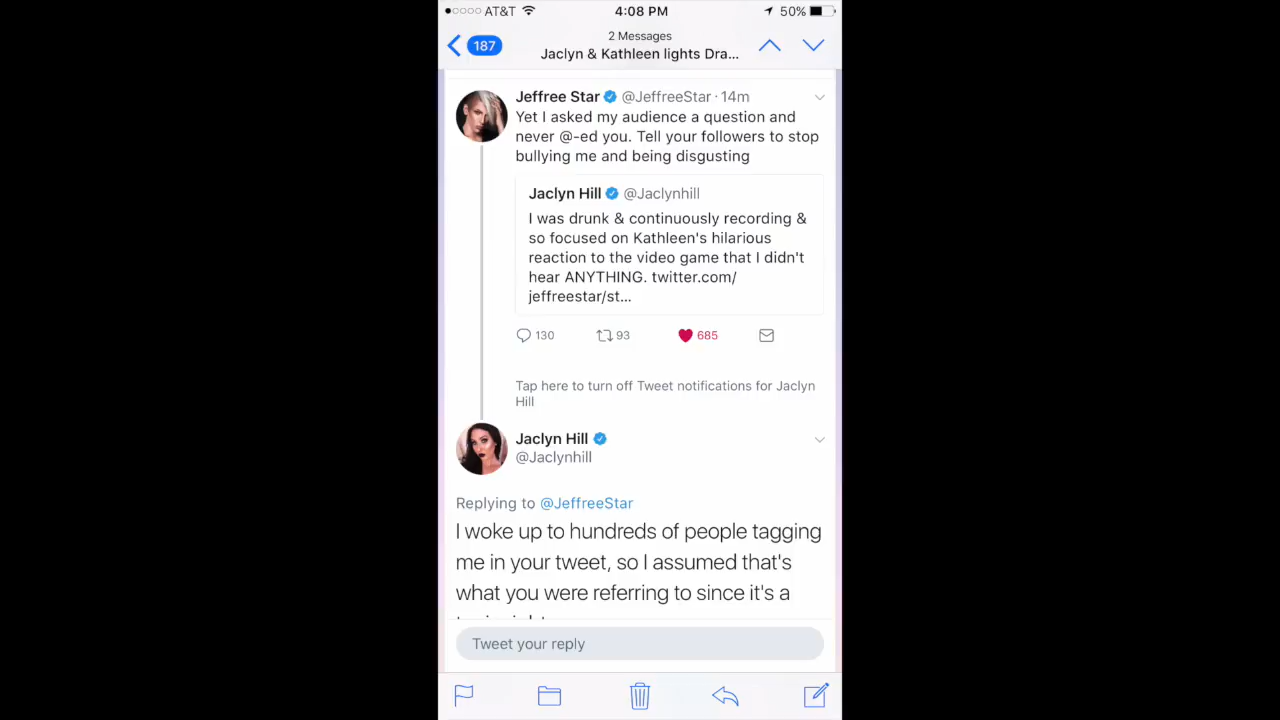 AT&T 4:08 PM 50%
187
2 Messages
Jaclyn & Kathleen lights Dra...
Jeffree Star @JeffreeStar · 14m
Yet I asked my audience a question and
never @-ed you. Tell your followers to stop
bullying me and being disgusting
Jaclyn Hill @Jaclynhill
I was drunk & continuously recording &
so focused on Kathleen's hilarious
reaction to the video game that I didn't
hear ANYTHING. twitter.com/
jeffreestar/st...
130 93 685
Tap here to turn off Tweet notifications for Jaclyn
Hill
Jaclyn Hill
@Jaclynhill
Replying to @JeffreeStar
I woke up to hundreds of people tagging
me in your tweet, so I assumed that's
what you were referring to since it's a
Tweet your reply